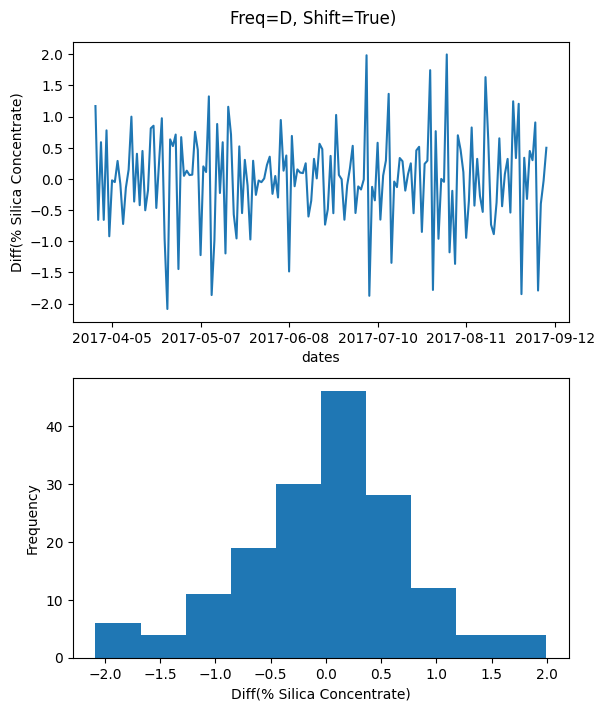 Freq=D, Shift=True)
Diff(% Silica Concentrate)
2.0
1.5
1.0
0.5
0.0
−0.5
−1.0
−1.5
−2.0
2017-04-05 2017-05-07 2017-06-08 2017-07-10 2017-08-11 2017-09-12
dates
Frequency
40
30
20
10
0
−2.0 −1.5 −1.0 −0.5 0.0 0.5 1.0 1.5 2.0
Diff(% Silica Concentrate)